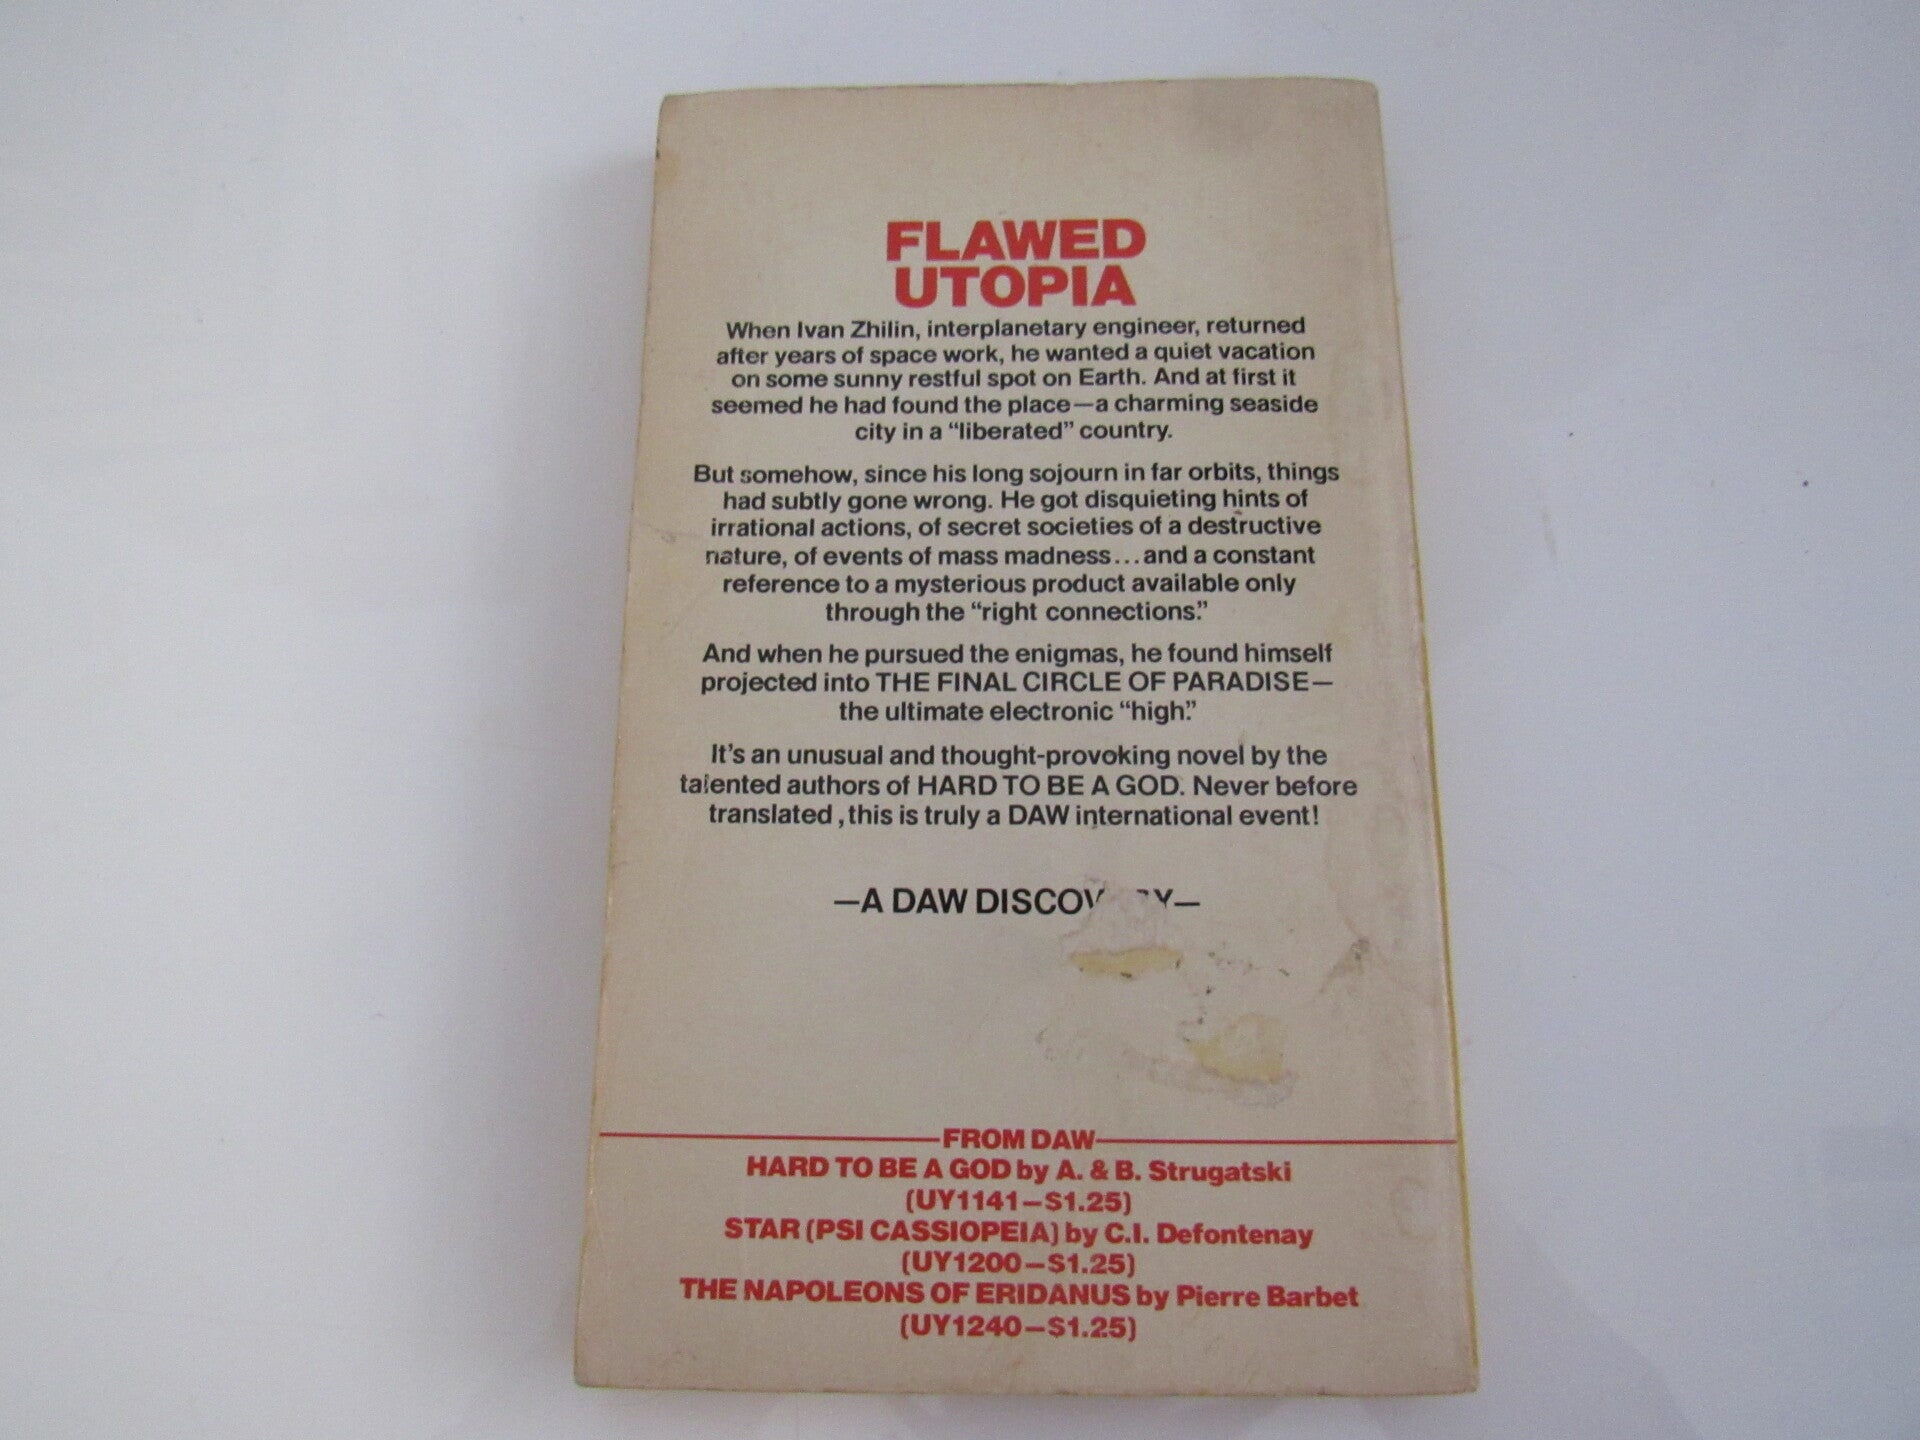 FLAWED
UTOPIA
When Ivan Zhilin, interplanetary engineer, returned
after years of space work, he wanted a quiet vacation
on some sunny restful spot on Earth. And at first it
seemed he had found the place—a charming seaside
city in a “liberated” country.
But somehow, since his long sojourn in far orbits, things
had subtly gone wrong. He got disquieting hints of
irrational actions, of secret societies of a destructive
nature, of events of mass madness...and a constant
reference to a mysterious product available only
through the “right connections.”
And when he pursued the enigmas, he found himself
projected into THE FINAL CIRCLE OF PARADISE—
the ultimate electronic “high.”
It’s an unusual and thought-provoking novel by the
talented authors of HARD TO BE A GOD. Never before
translated, this is truly a DAW international event!
—A DAW
FROM DAW
HARD TO BE A GOD by A. & B. Strugatski
(UY1141—$1.25)
STAR (PSI CASSIOPEIA) by C.I. Defontenay
(UY1200—$1.25)
THE NAPOLEONS OF ERIDANUS by Pierre Barbet
(UY1240—$1.25)